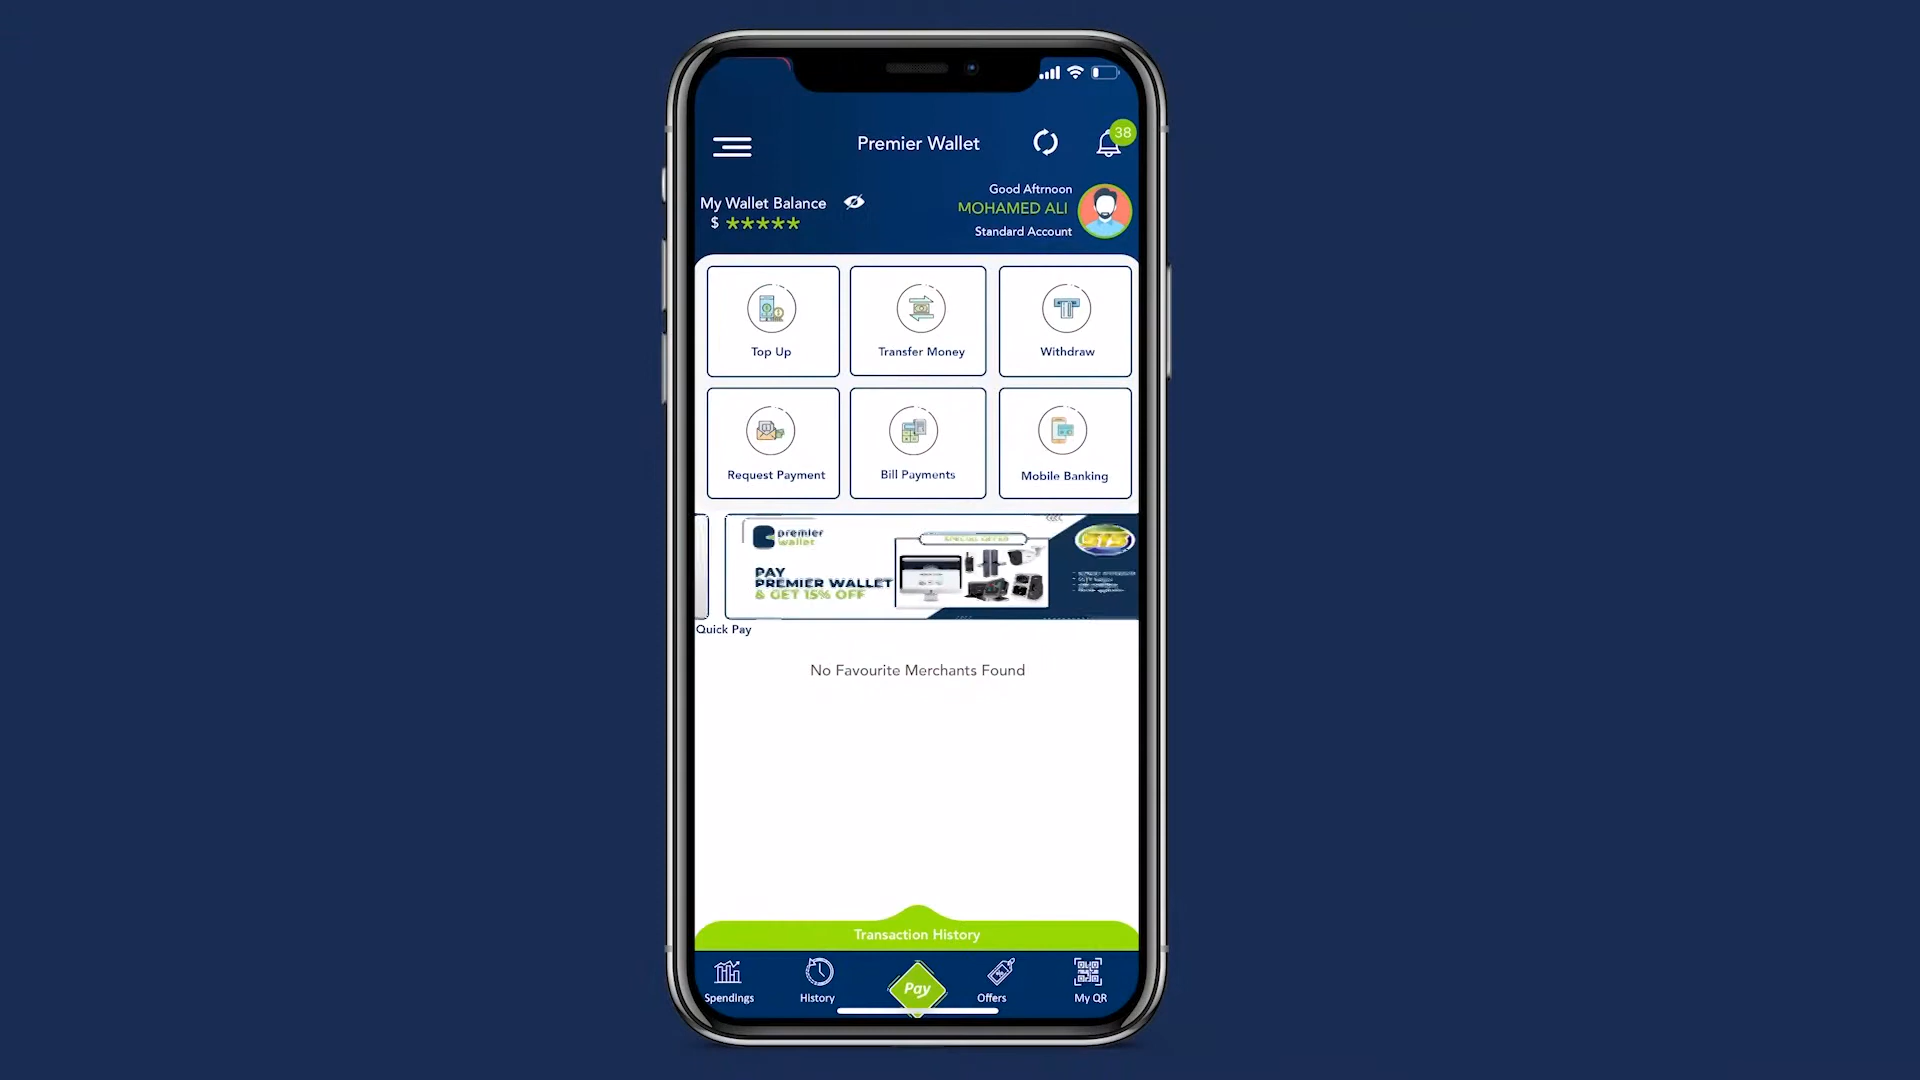 38
Premier Wallet
Good Aftrnoon
My Wallet Balance
MOHAMED ALI
$ *****
Standard Account
Top Up
Transfer Money
Withdraw
Request Payment
Bill Payments
Mobile Banking
premier
wallet
SPECIAL OFFER
PAY
PREMIER WALLET
& GET 15% OFF
Quick Pay
No Favourite Merchants Found
Transaction History
Pay
Spendings
History
Offers
My QR